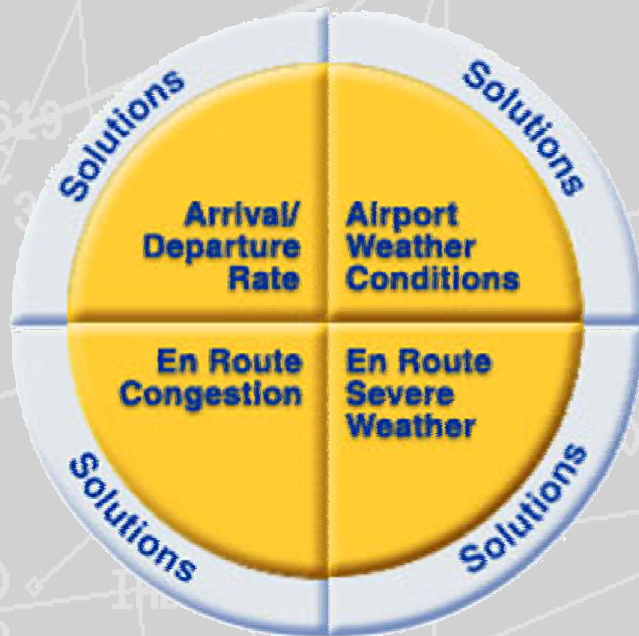 Solutions
Solutions
Arrival/
Departure
Rate
Airport
Weather
Conditions
En Route
Congestion
En Route
Severe
Weather
Solutions
Solutions